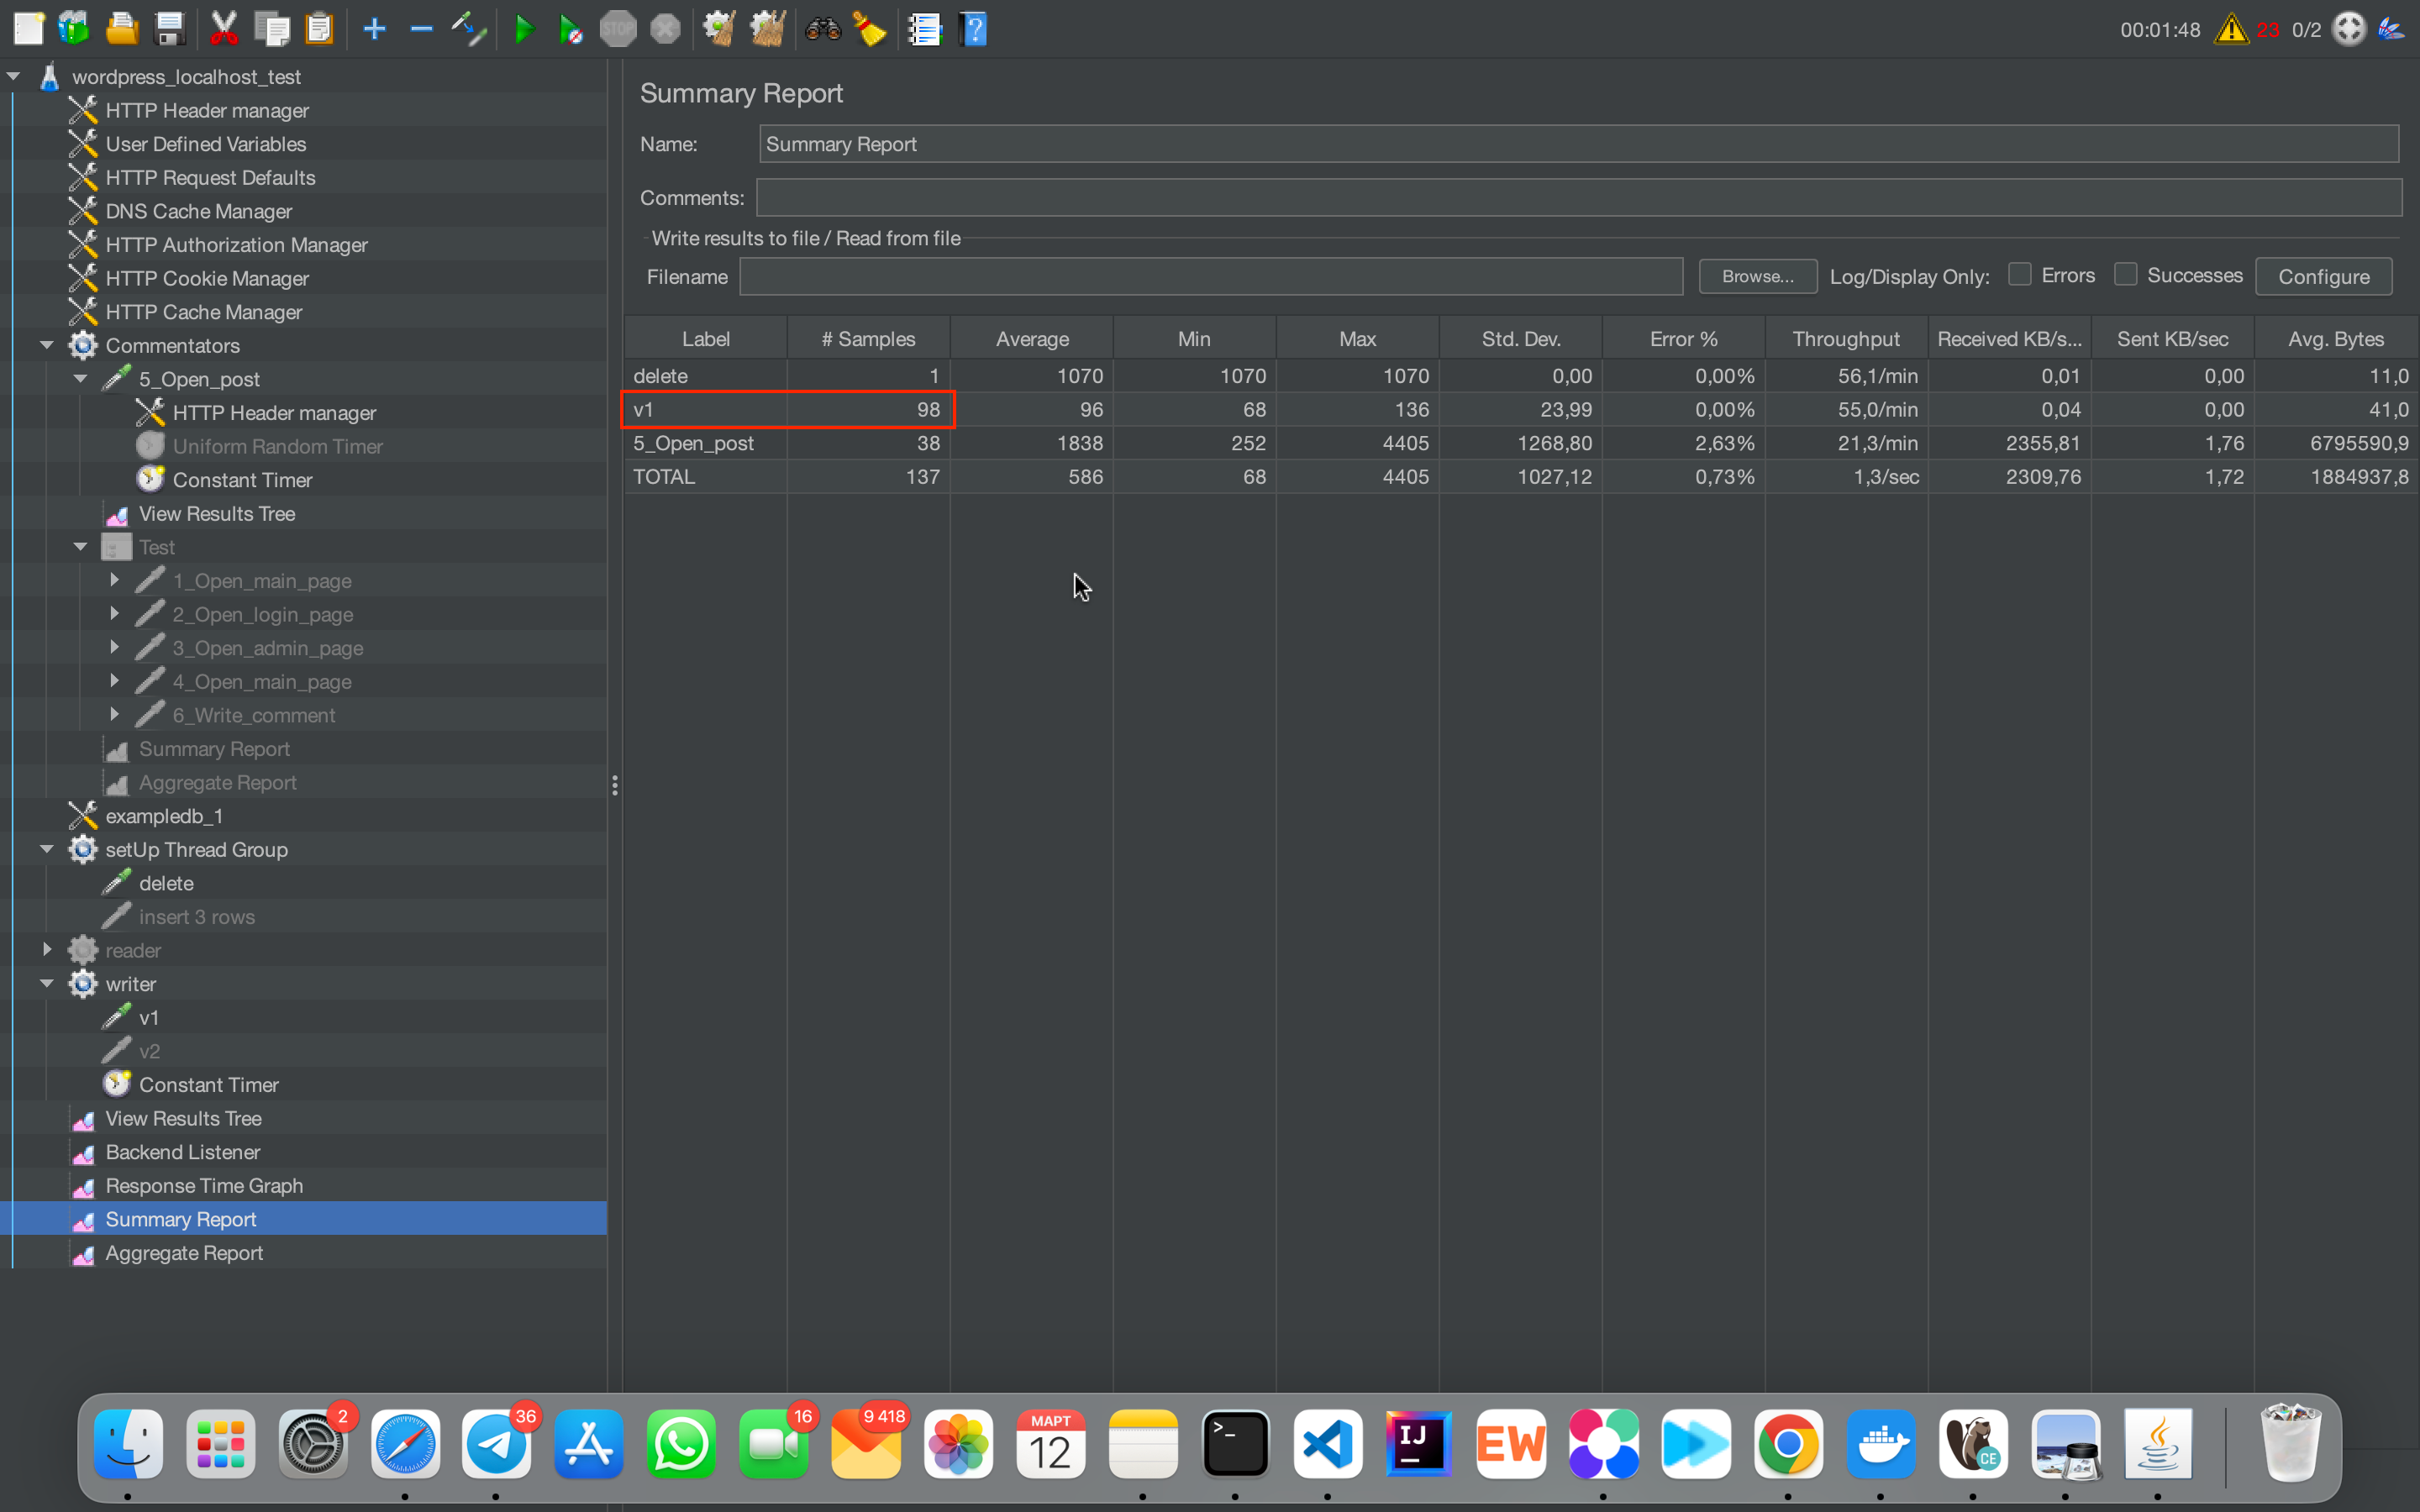 STOP
00:01:48 23 0/2
wordpress_localhost_test
HTTP Header manager
User Defined Variables
HTTP Request Defaults
DNS Cache Manager
HTTP Authorization Manager
HTTP Cookie Manager
HTTP Cache Manager
Commentators
5_Open_post
HTTP Header manager
Uniform Random Timer
Constant Timer
View Results Tree
Test
1_Open_main_page
2_Open_login_page
3_Open_admin_page
4_Open_main_page
6_Write_comment
Summary Report
Aggregate Report
exampledb_1
setUp Thread Group
delete
insert 3 rows
reader
writer
v1
v2
Constant Timer
View Results Tree
Backend Listener
Response Time Graph
Summary Report
Aggregate Report
Summary Report
Name: Summary Report
Comments:
Write results to file / Read from file
Filename Browse... Log/Display Only: Errors Successes Configure
Label # Samples Average Min Max Std. Dev. Error % Throughput Received KB/s... Sent KB/sec Avg. Bytes
delete 1 1070 1070 1070 0,00 0,00% 56,1/min 0,01 0,00 11,0
v1 98 96 68 136 23,99 0,00% 55,0/min 0,04 0,00 41,0
5_Open_post 38 1838 252 4405 1268,80 2,63% 21,3/min 2355,81 1,76 6795590,9
TOTAL 137 586 68 4405 1027,12 0,73% 1,3/sec 2309,76 1,72 1884937,8
2 36 16 9 418
МАРТ
12
>_
IJ
EW
CE